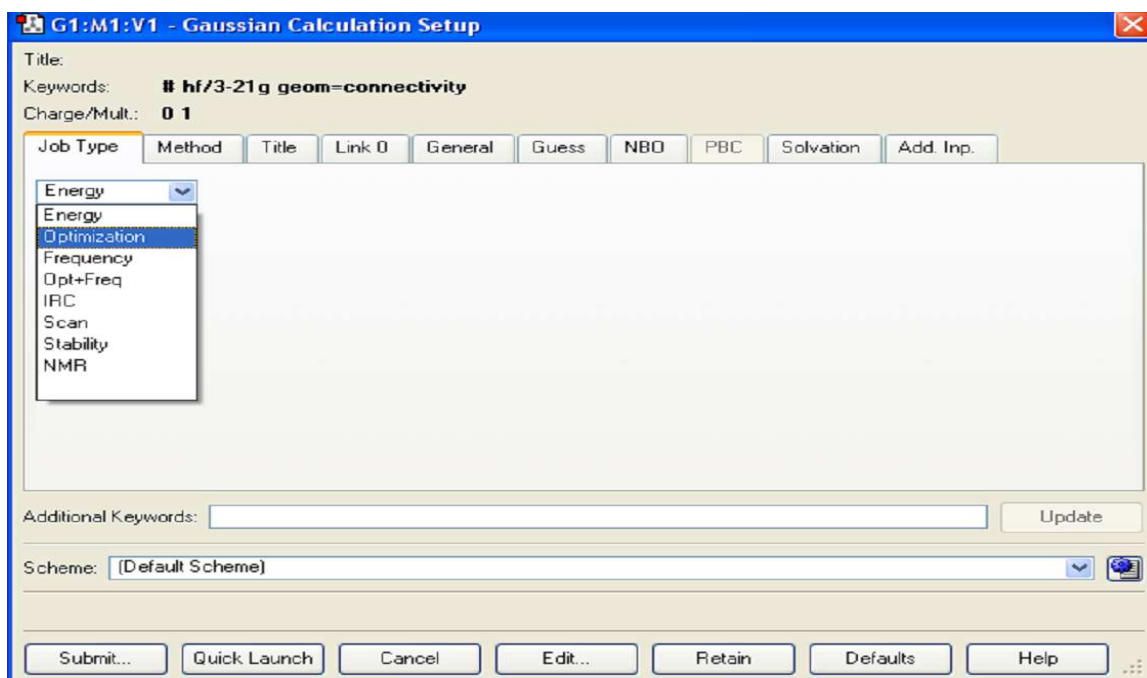 G1:M1:V1 - Gaussian Calculation Setup
Title:
Keywords: # hf/3-21g geom=connectivity
Charge/Mult.: 0 1
Job Type Method Title Link 0 General Guess NBO PBC Solvation Add. Inp.
Energy
Energy
Optimization
Frequency
Opt+Freq
IRC
Scan
Stability
NMR
Additional Keywords: Update
Scheme: (Default Scheme)
Submit... Quick Launch Cancel Edit... Retain Defaults Help